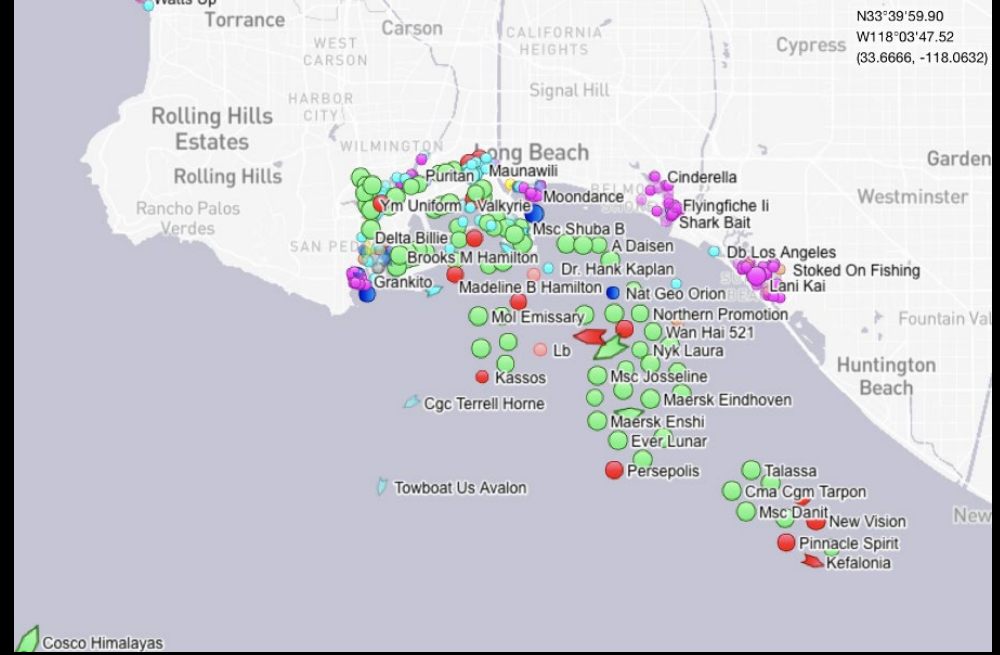 Watts Up
N33°39'59.90
Torrance
Carson
CALIFORNIA
HEIGHTS
W118°03'47.52
WEST
CARSON
Cypress
(33.6666, -118.0632)
Signal Hill
HARBOR
CITY
Rolling Hills
Estates
WILMINGTON
Long Beach
Garden
Rolling Hills
Puritan
Maunawili
Cinderella
Westminster
Rancho Palos
Verdes
Ym Uniform
Valkyrie
Moondance
Flyingfiche Ii
Shark Bait
Msc Shuba B
SAN PED
Delta Billie
A Daisen
Db Los Angeles
Brooks M Hamilton
Dr. Hank Kaplan
Stoked On Fishing
Grankito
Madeline B Hamilton
Nat Geo Orion
Lani Kai
Mol Emissary
Northern Promotion
Fountain Val
Wan Hai 521
Lb
Nyk Laura
Huntington
Beach
Kassos
Msc Josseline
Cgc Terrell Horne
Maersk Eindhoven
Maersk Enshi
Ever Lunar
Persepolis
Talassa
Towboat Us Avalon
Cma Cgm Tarpon
Msc Danit
New Vision
New
Pinnacle Spirit
Kefalonia
Cosco Himalayas